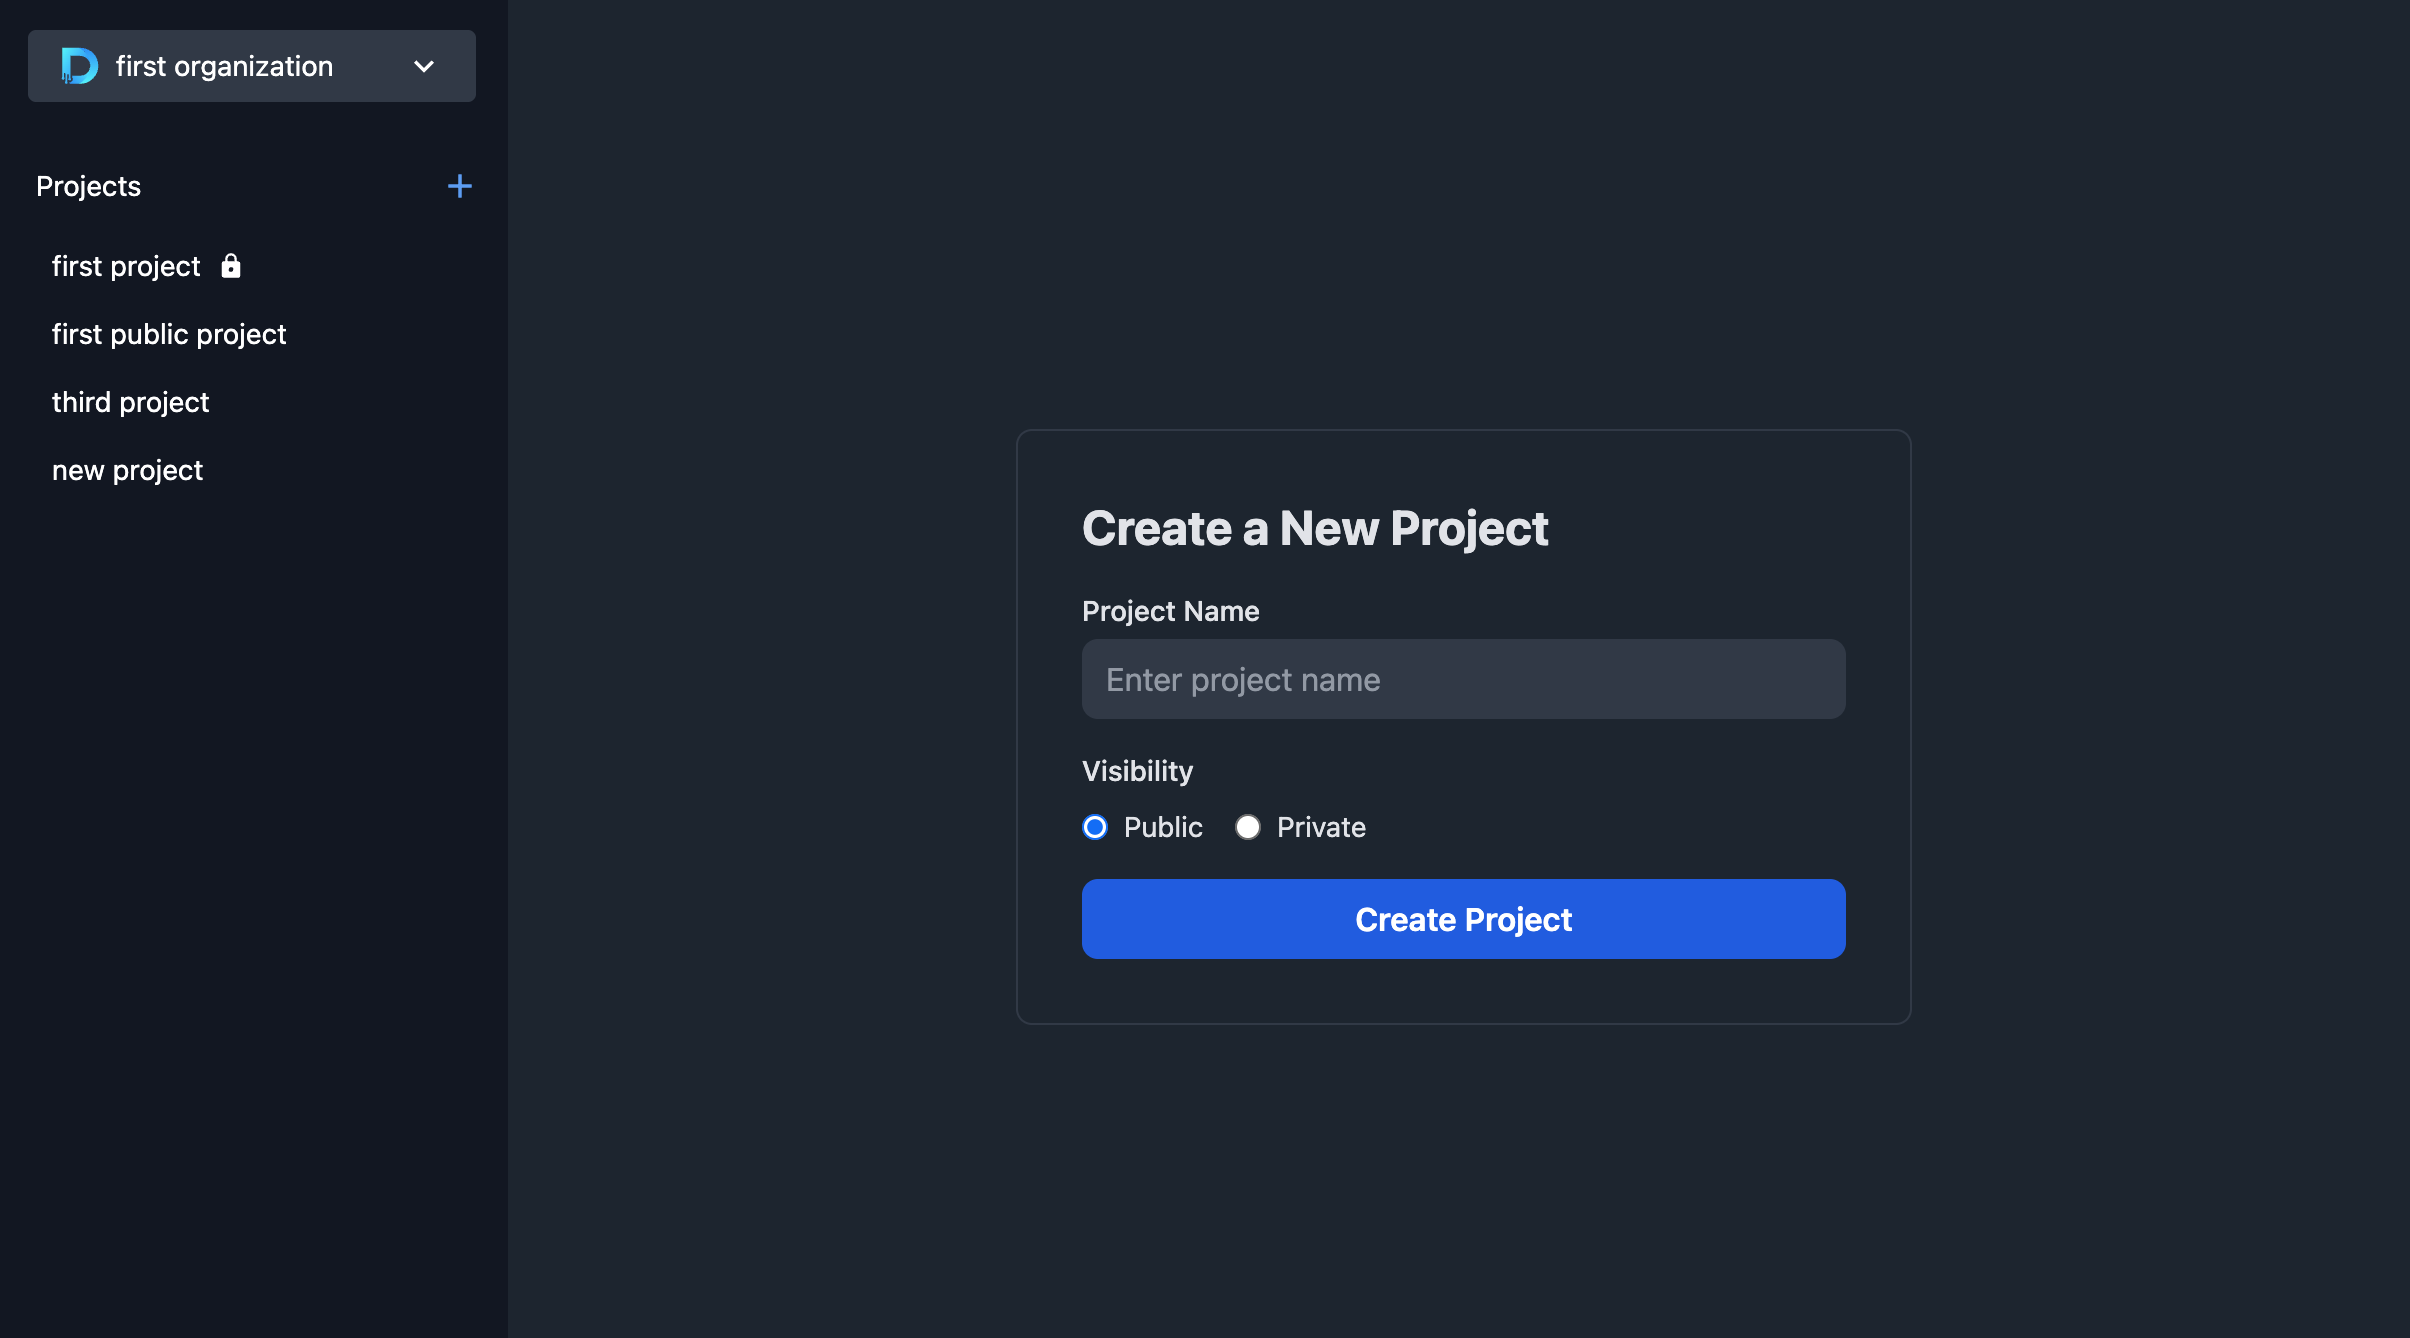 first organization
Projects
first project
first public project
third project
new project
Create a New Project
Project Name
Enter project name
Visibility
Public Private
Create Project